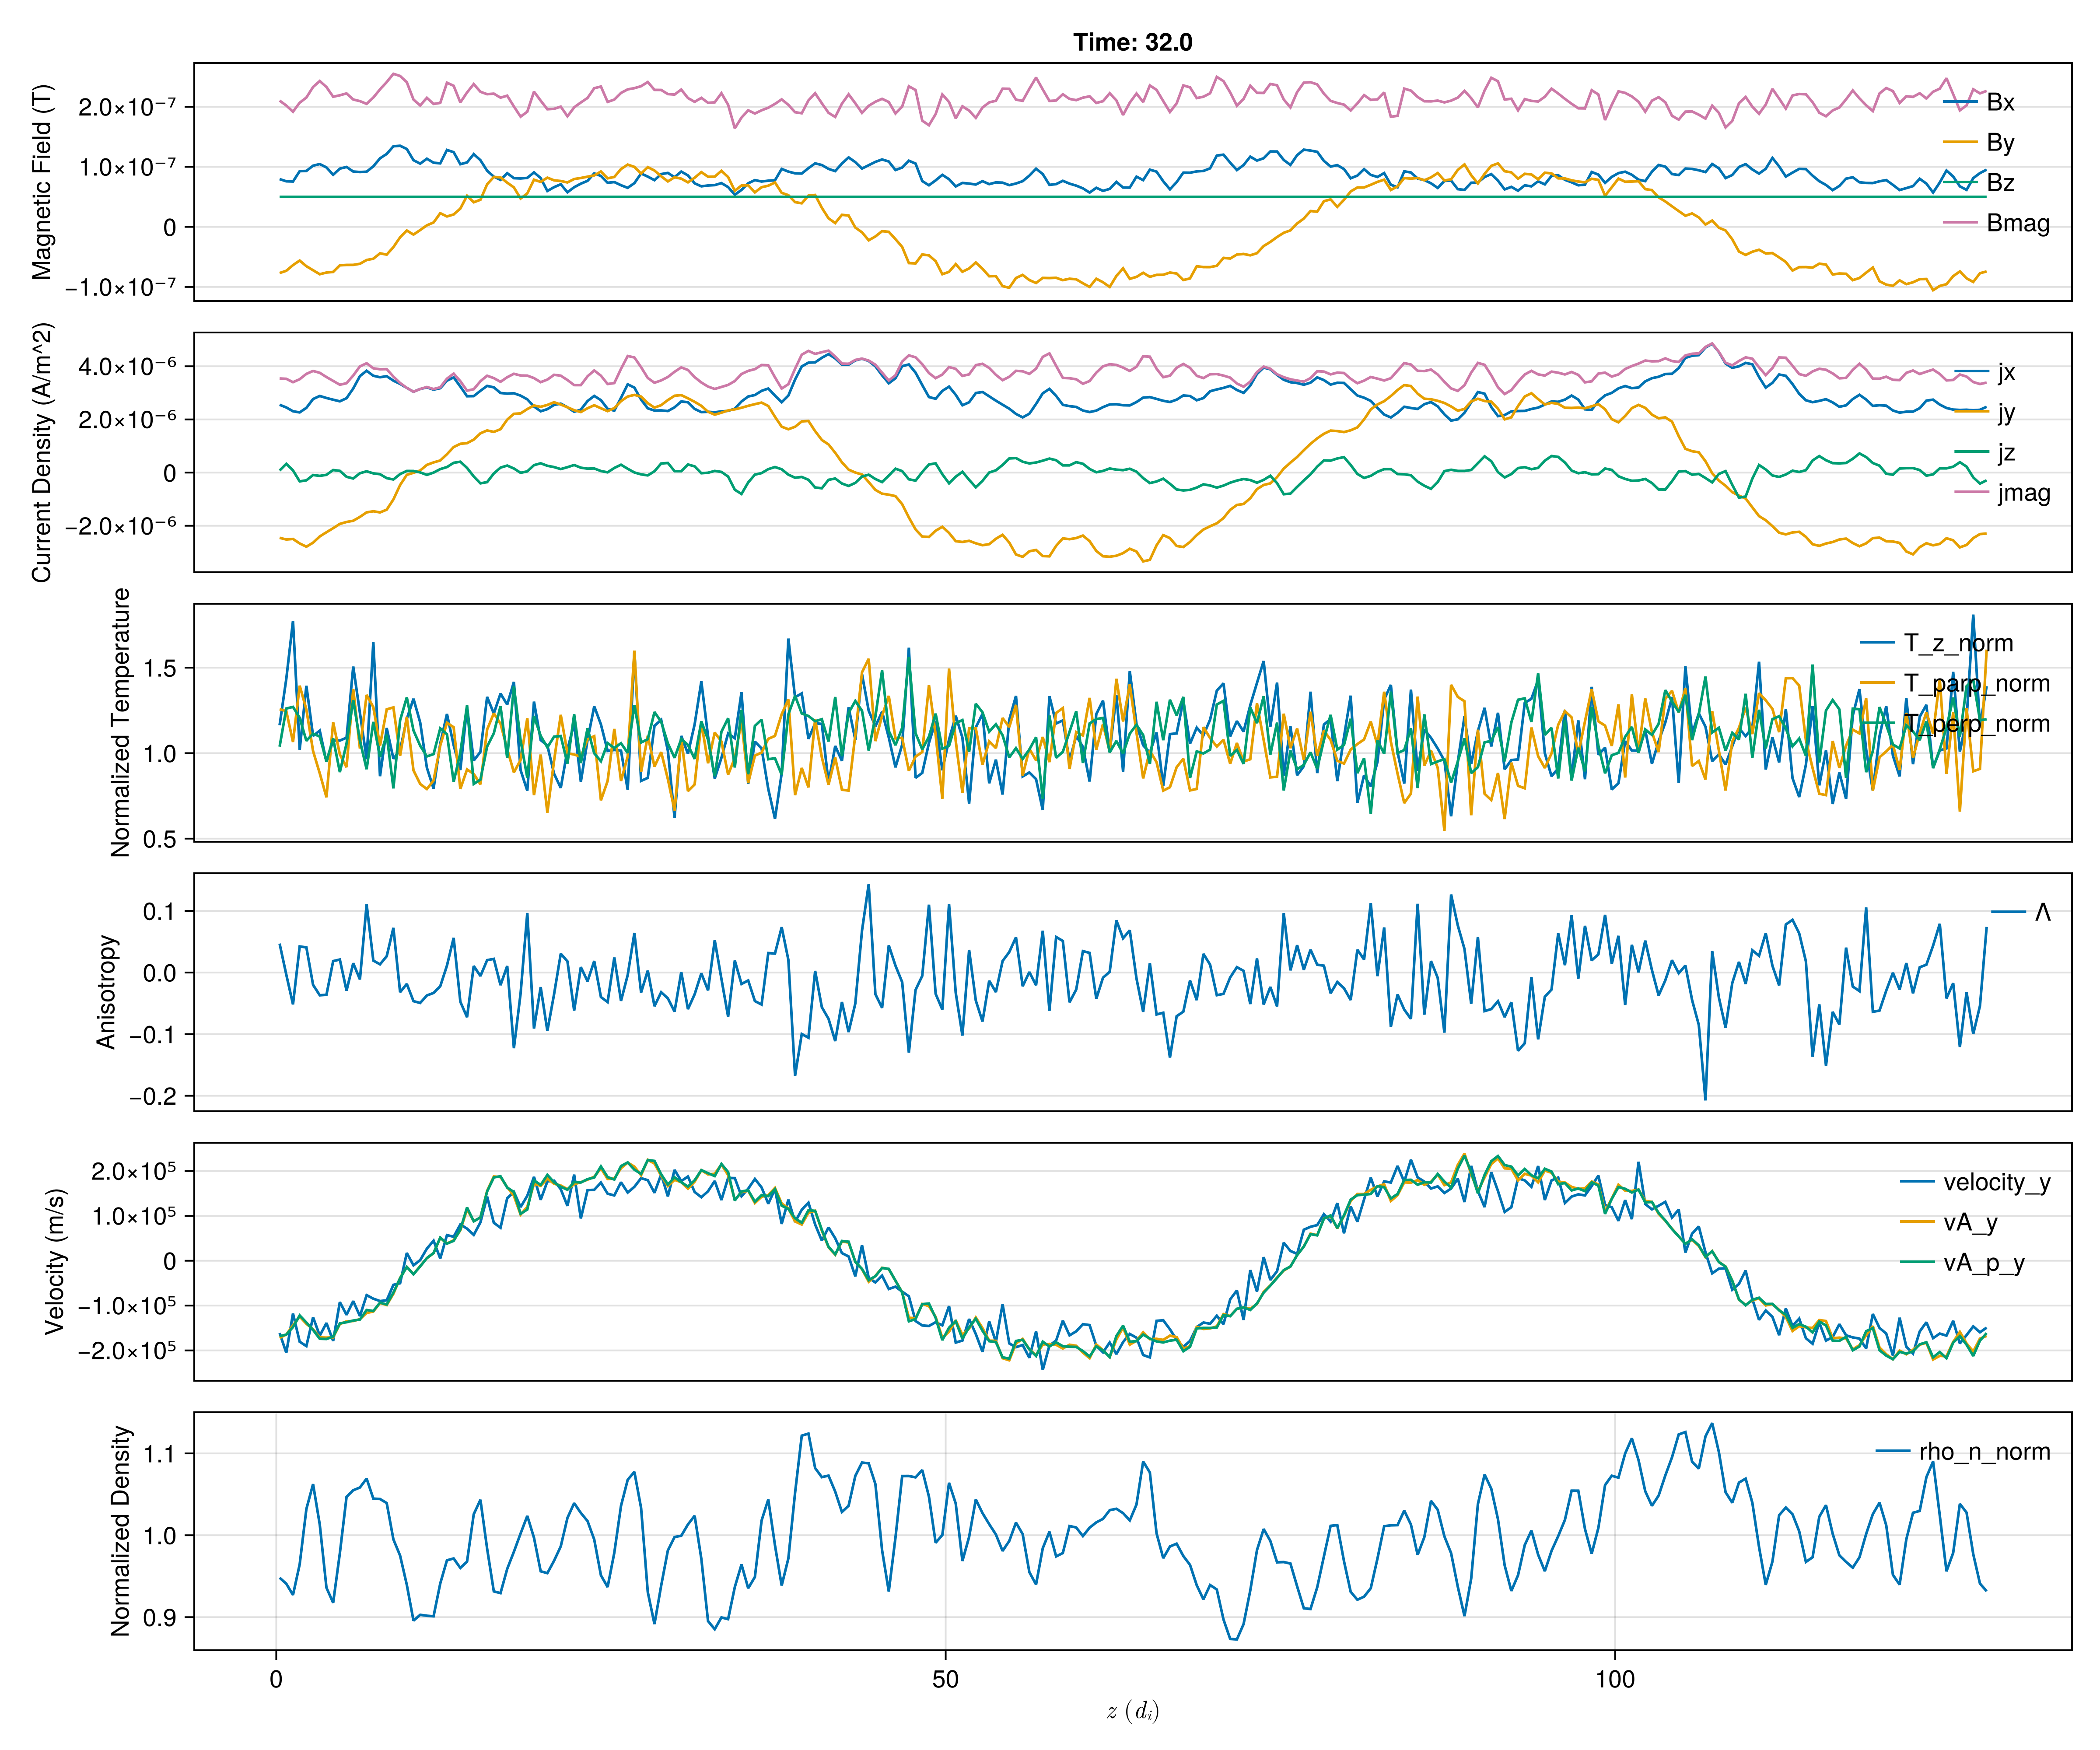 Time: 32.0
Magnetic Field (T)
2.0×10⁻⁷
1.0×10⁻⁷
0
−1.0×10⁻⁷
Bx
By
Bz
Bmag
Current Density (A/m^2)
4.0×10⁻⁶
2.0×10⁻⁶
0
−2.0×10⁻⁶
jx
jy
jz
jmag
Normalized Temperature
1.5
1.0
0.5
T_z_norm
T_parp_norm
T_perp_norm
Anisotropy
0.1
0.0
−0.1
−0.2
Λ
Velocity (m/s)
2.0×10⁵
1.0×10⁵
0
−1.0×10⁵
−2.0×10⁵
velocity_y
vA_y
vA_p_y
Normalized Density
1.1
1.0
0.9
rho_n_norm
0 50 100
z (dᵢ)